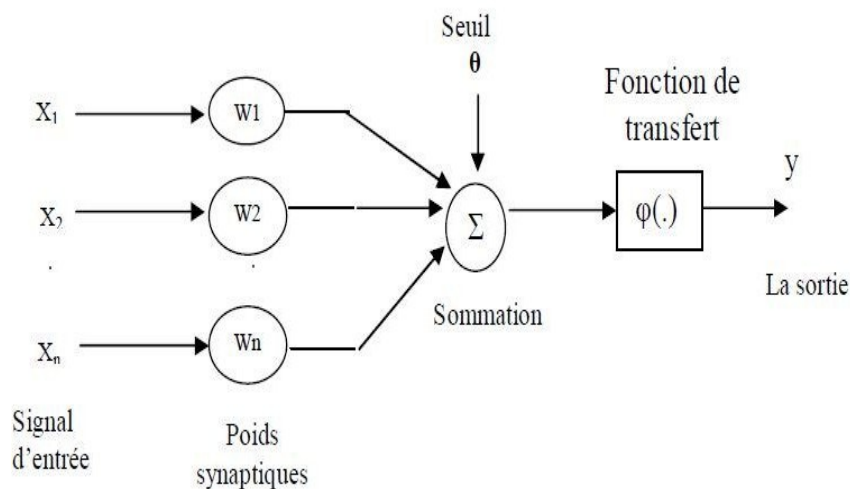 Seuil
θ
Fonction de
transfert
X1
W1
y
X2
W2
Σ
φ(.)
.
.
La sortie
Sommation
Xn
Wn
Signal
d'entrée
Poids
synaptiques